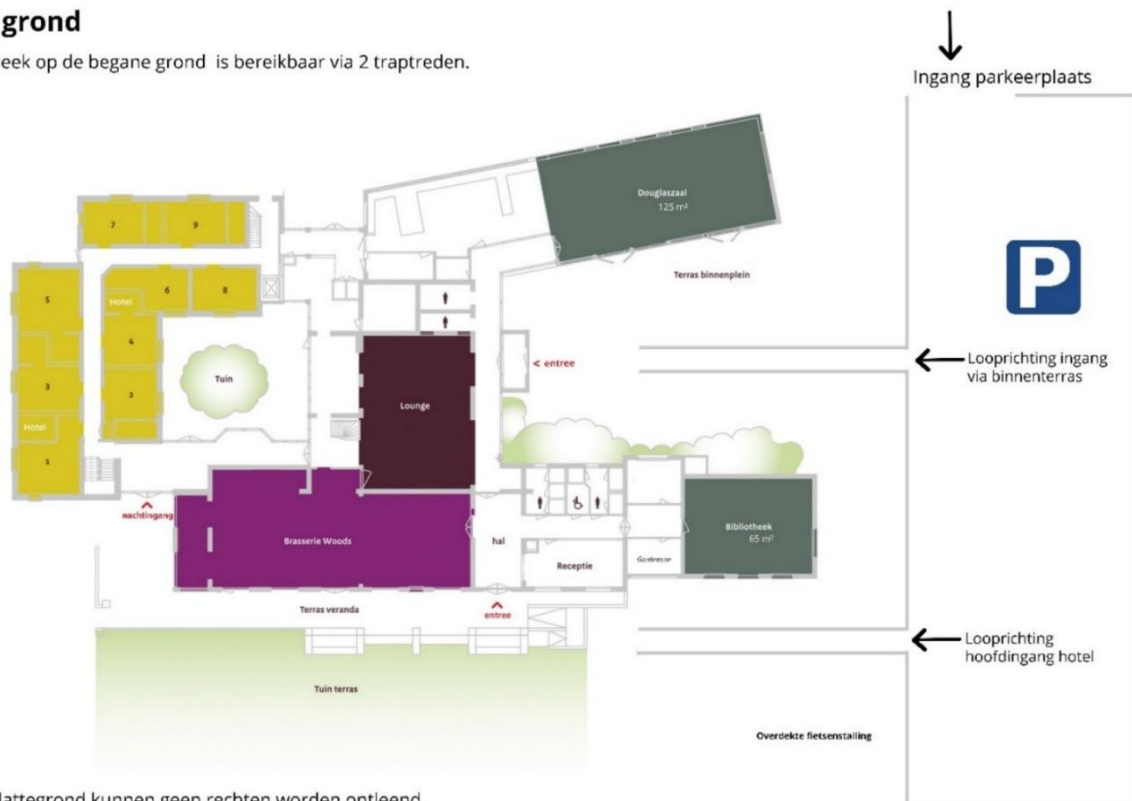 grond
eek op de begane grond is bereikbaar via 2 traptreden.
Ingang parkeerplaats
Douglaszaal
125 m²
P
Terras binnenplein
7
9
5
6
8
Hotel
4
Tuin
3
2
Hotel
1
Lounge
< entree
Looprichting ingang
via binnenterras
nachtingang
Brasserie Woods
hal
Receptie
Garderobe
Bibliotheek
65 m²
Terras veranda
entree
Looprichting
hoofdingang hotel
Tuin terras
Overdekte fietsenstalling
lattegrond kunnen geen rechten worden ontleend